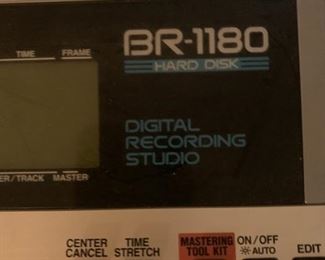 TIME FRAME
BR-1180
HARD DISK
DIGITAL
RECORDING
STUDIO
ER/TRACK MASTER
CENTER CANCEL
TIME STRETCH
MASTERING TOOL KIT
ON/OFF
AUTO
EDIT